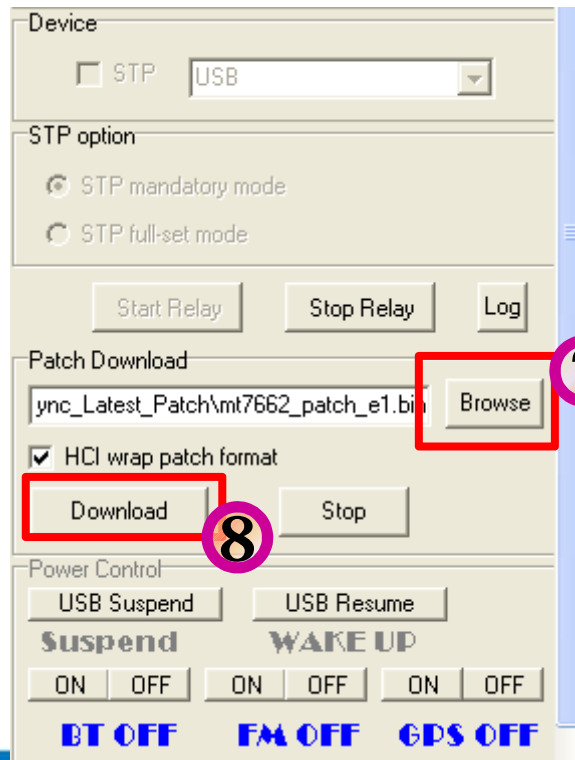 Device
STP USB
STP option
STP mandatory mode
STP full-set mode
Start Relay Stop Relay Log
Patch Download
ync_Latest_Patch\mt7662_patch_e1.bin Browse
HCI wrap patch format
Download 8 Stop
Power Control
USB Suspend USB Resume
Suspend WAKE UP
ON OFF ON OFF ON OFF
BT OFF FM OFF GPS OFF